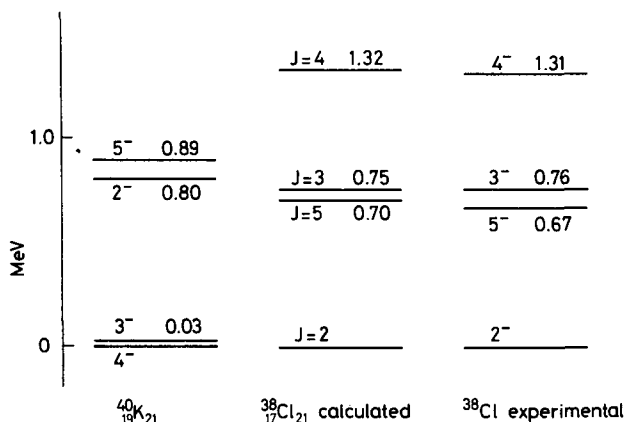 J=4 1.32
4⁻ 1.31
1.0
5⁻ 0.89
2⁻ 0.80
J=3 0.75
J=5 0.70
3⁻ 0.76
5⁻ 0.67
MeV
3⁻ 0.03
0
4⁻
J=2
2⁻
⁴⁰₁₉K₂₁
³⁸₁₇Cl₂₁ calculated
³⁸Cl experimental